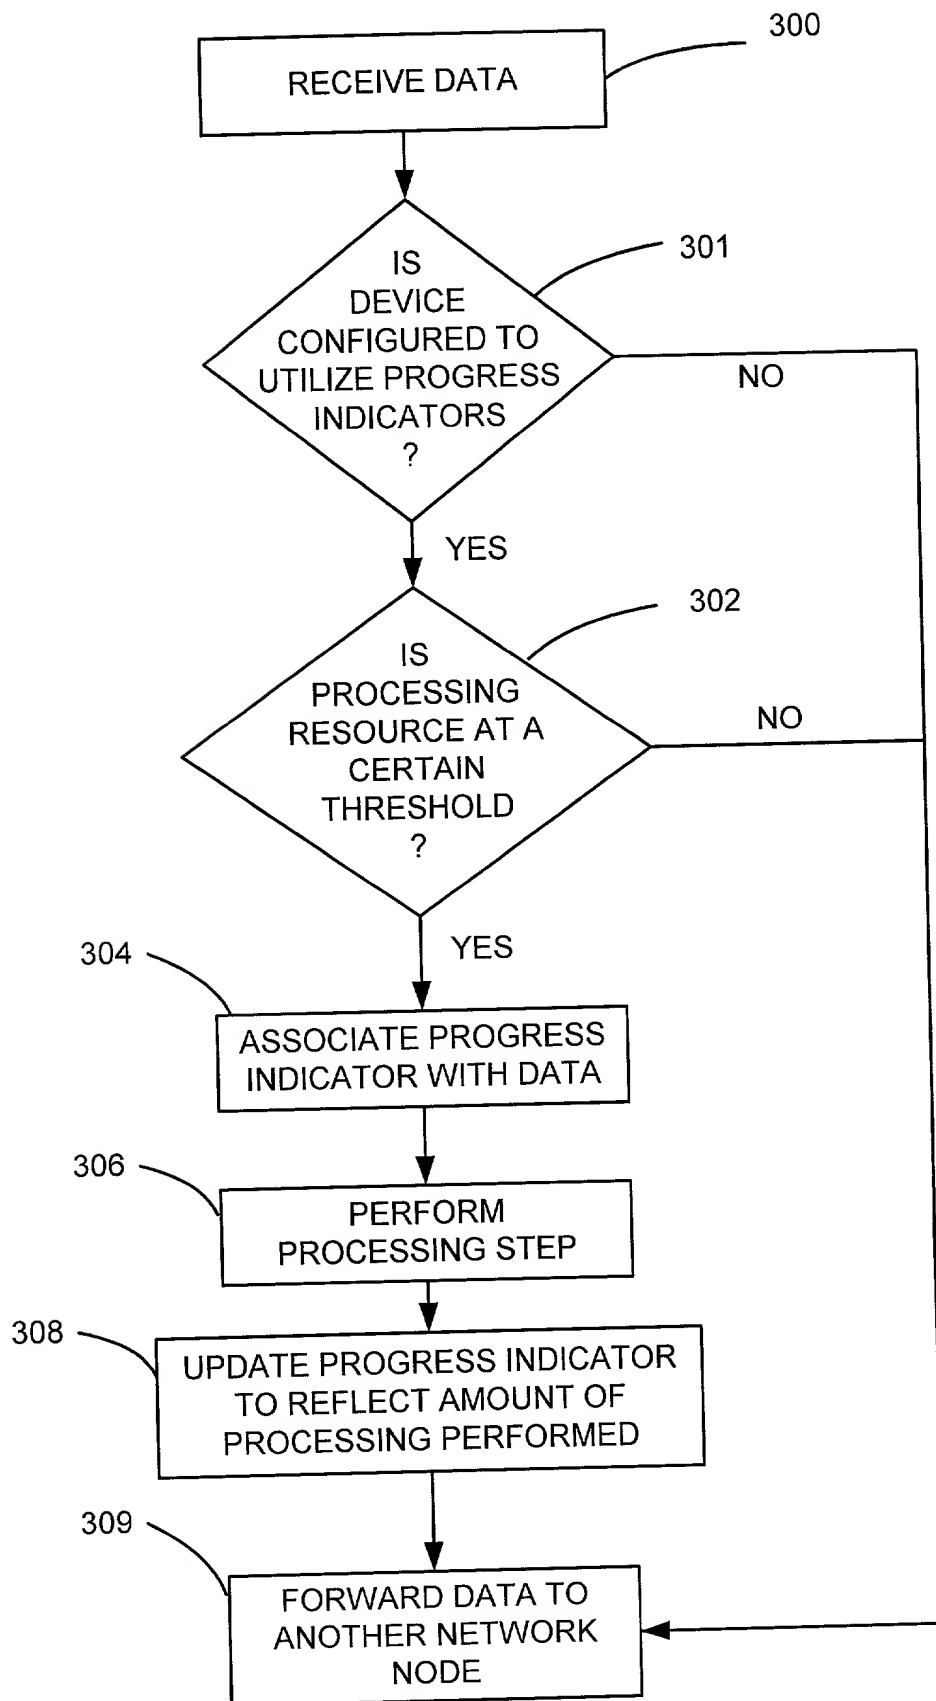 300
RECEIVE DATA
301
IS
DEVICE
CONFIGURED TO
UTILIZE PROGRESS
INDICATORS
?
NO
YES
302
IS
PROCESSING
RESOURCE AT A
CERTAIN
THRESHOLD
?
NO
YES
304
ASSOCIATE PROGRESS
INDICATOR WITH DATA
306
PERFORM
PROCESSING STEP
308
UPDATE PROGRESS INDICATOR
TO REFLECT AMOUNT OF
PROCESSING PERFORMED
309
FORWARD DATA TO
ANOTHER NETWORK
NODE